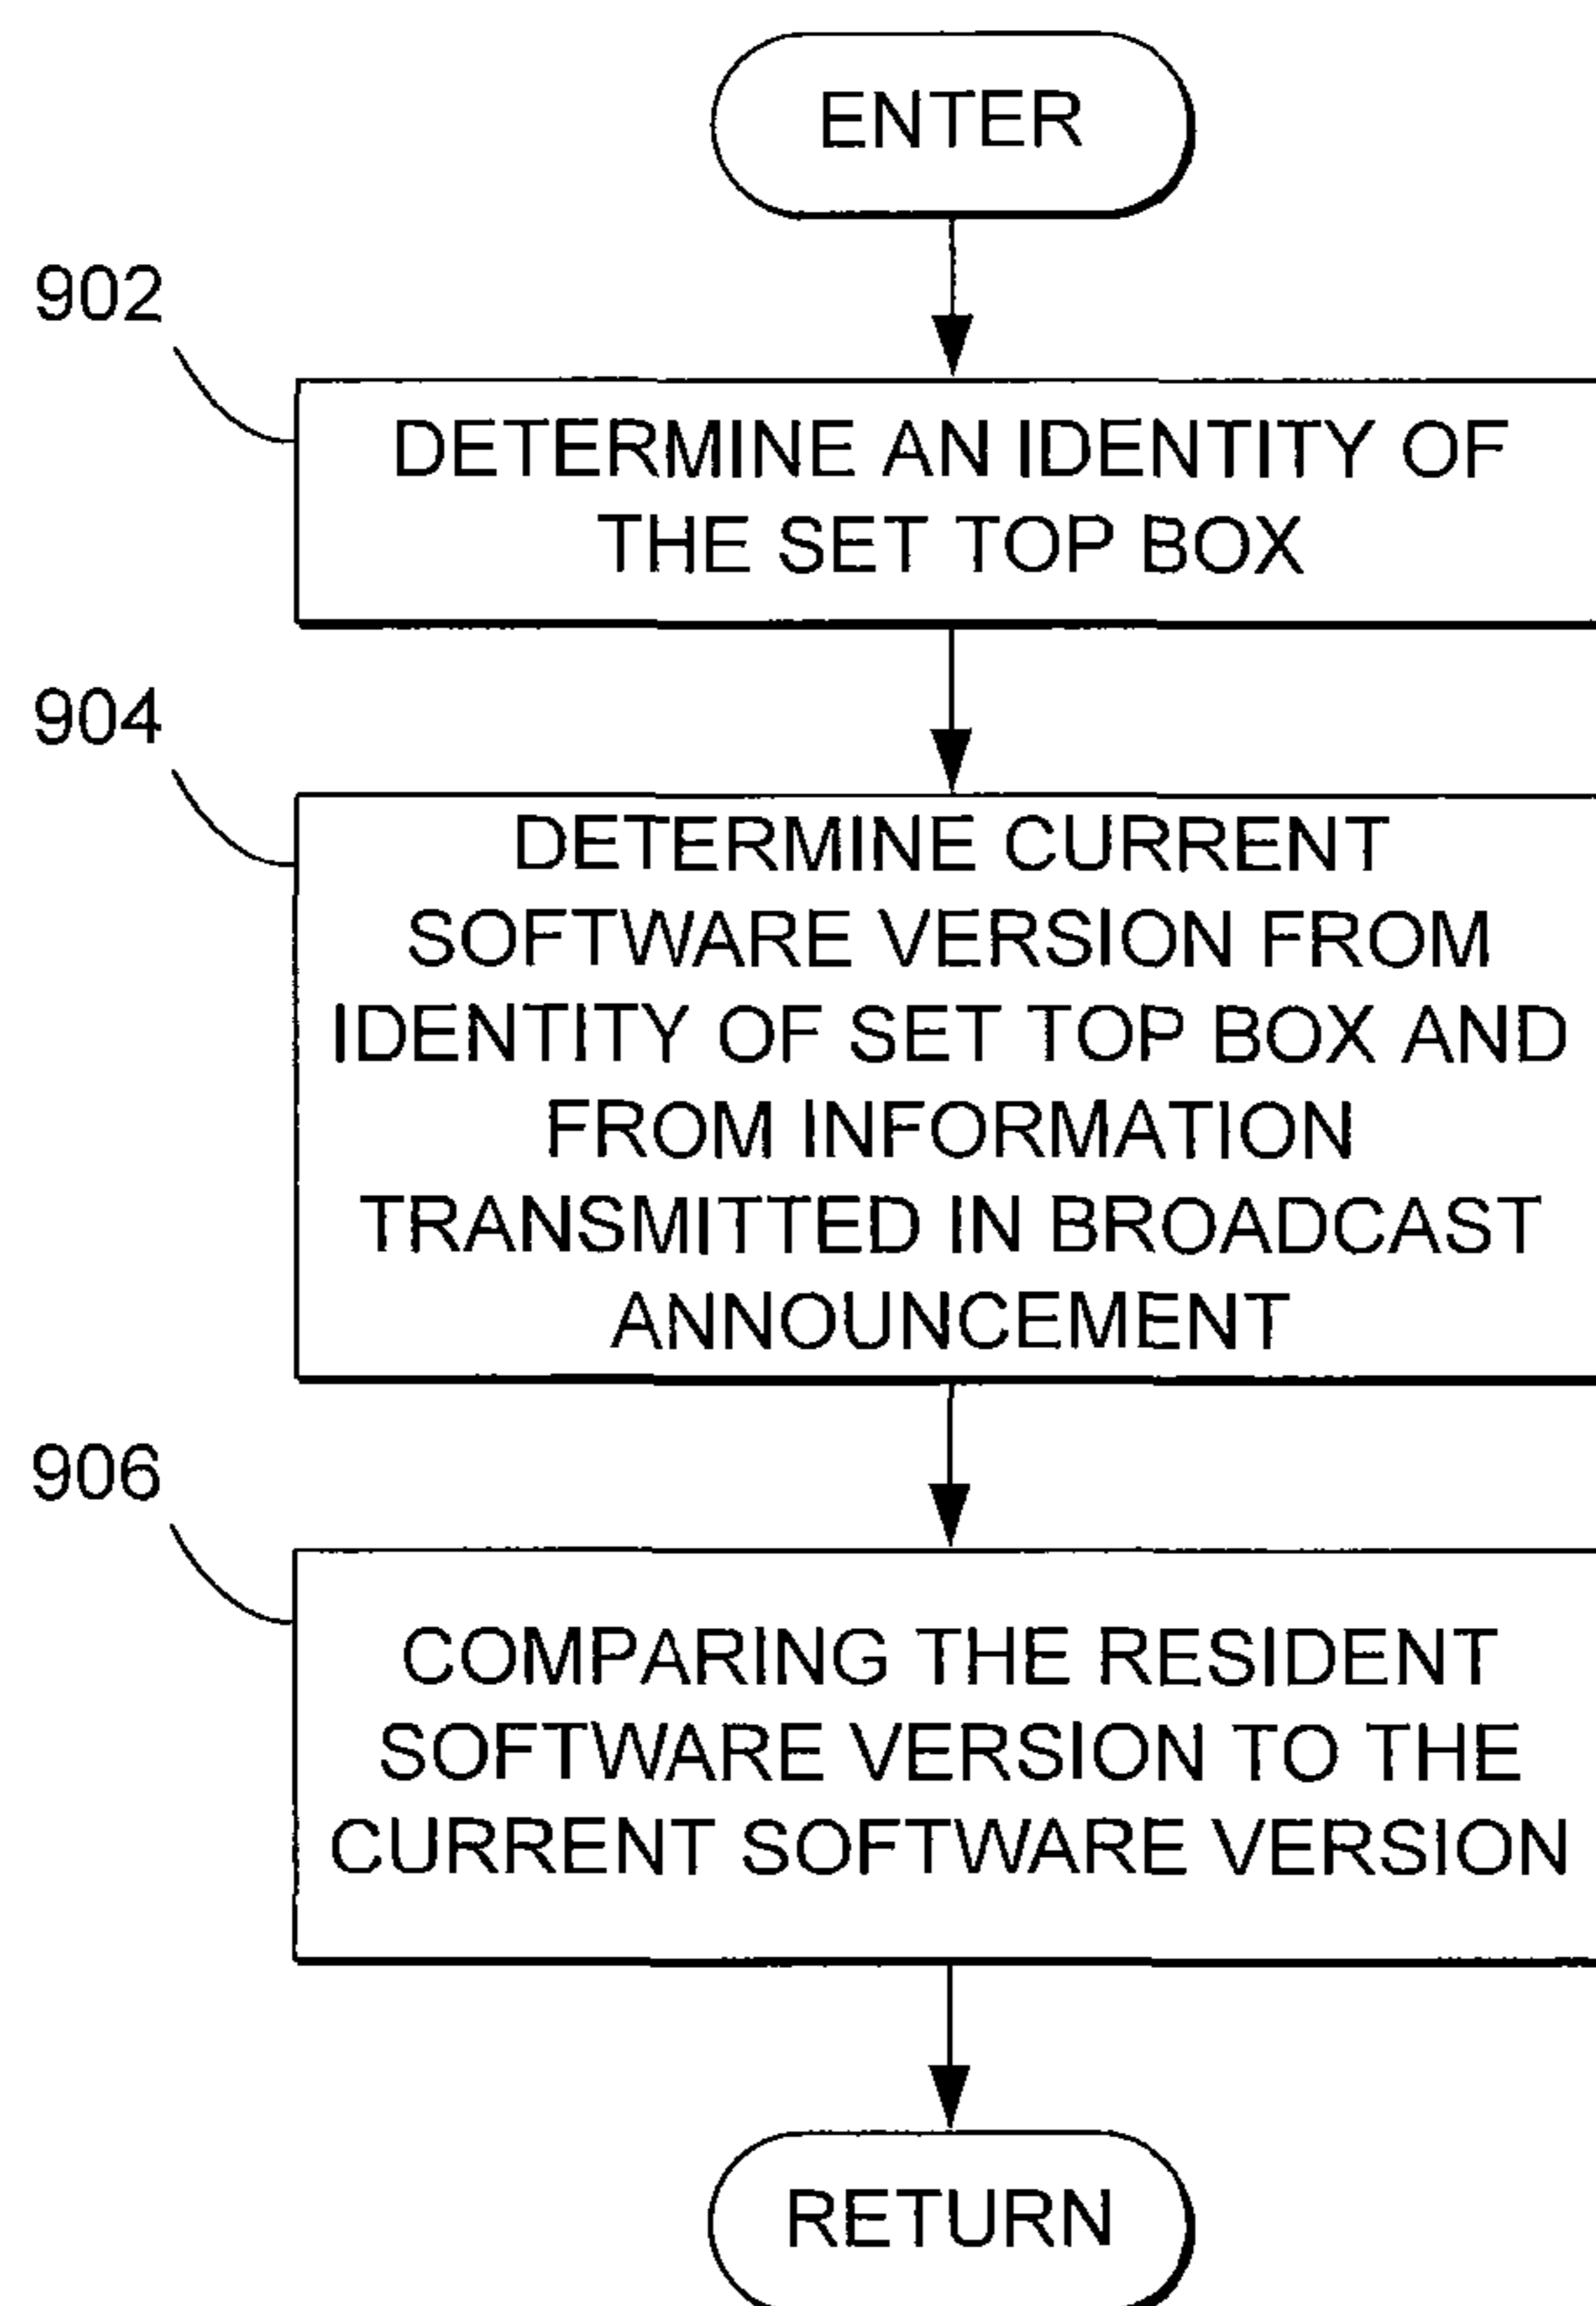 ENTER
902
DETERMINE AN IDENTITY OF
THE SET TOP BOX
904
DETERMINE CURRENT
SOFTWARE VERSION FROM
IDENTITY OF SET TOP BOX AND
FROM INFORMATION
TRANSMITTED IN BROADCAST
ANNOUNCEMENT
906
COMPARING THE RESIDENT
SOFTWARE VERSION TO THE
CURRENT SOFTWARE VERSION
RETURN